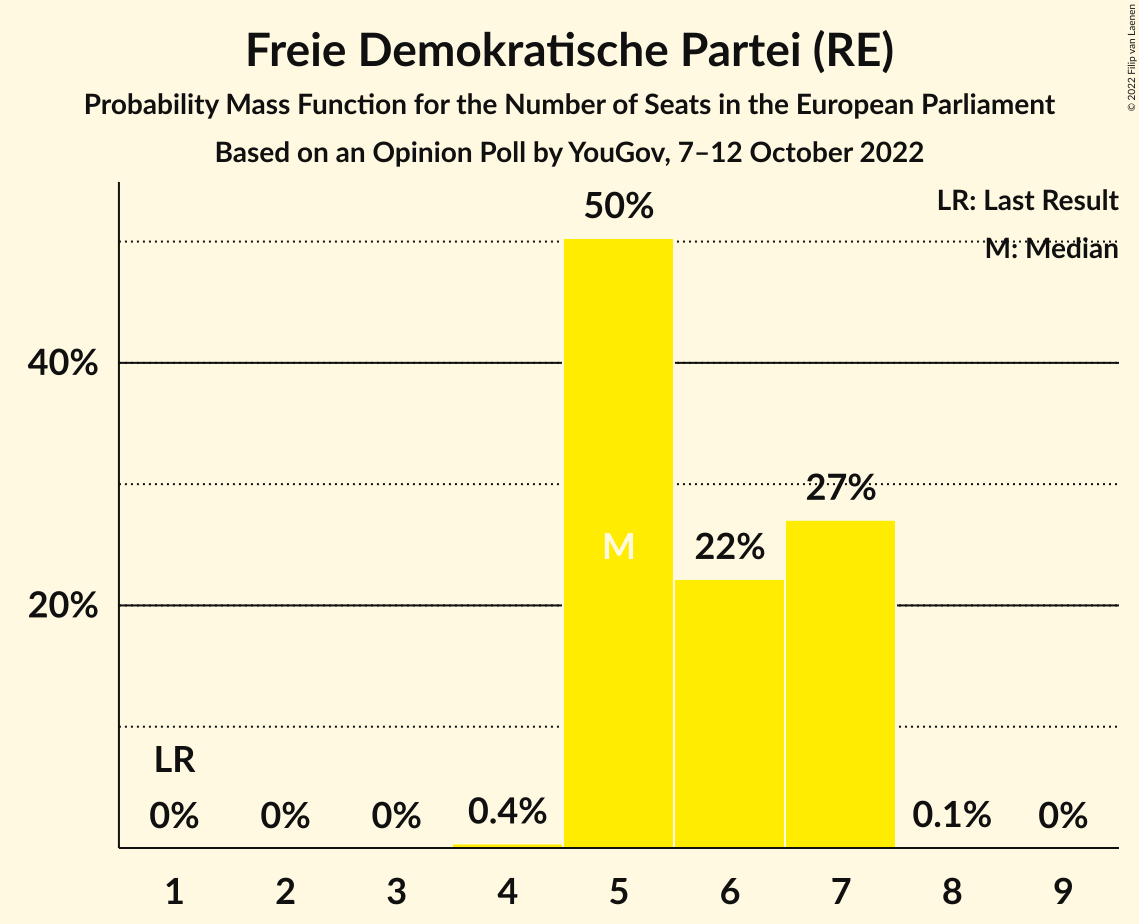 Freie Demokratische Partei (RE)
Probability Mass Function for the Number of Seats in the European Parliament
Based on an Opinion Poll by YouGov, 7–12 October 2022
© 2022 Filip van Laenen
LR: Last Result
M: Median
50%
40%
27%
M
22%
20%
LR
0%
0%
0%
0.4%
0.1%
0%
1 2 3 4 5 6 7 8 9